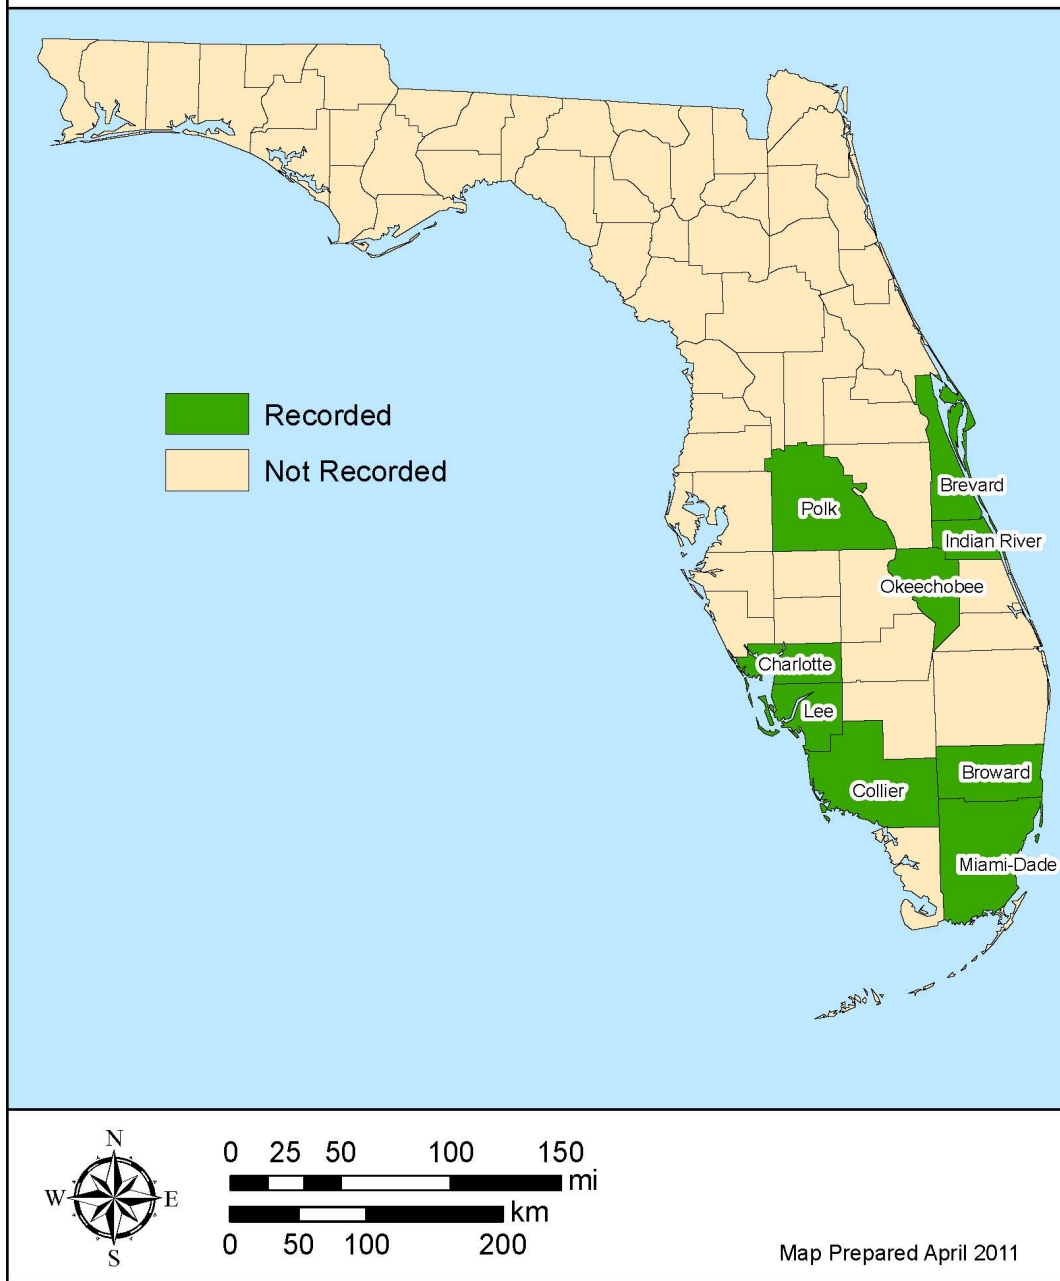 Recorded
Not Recorded
Brevard
Polk
Indian River
Okeechobee
Charlotte
Lee
Broward
Collier
Miami-Dade
N
W E
S
0 25 50 100 150
mi
km
0 50 100 200
Map Prepared April 2011